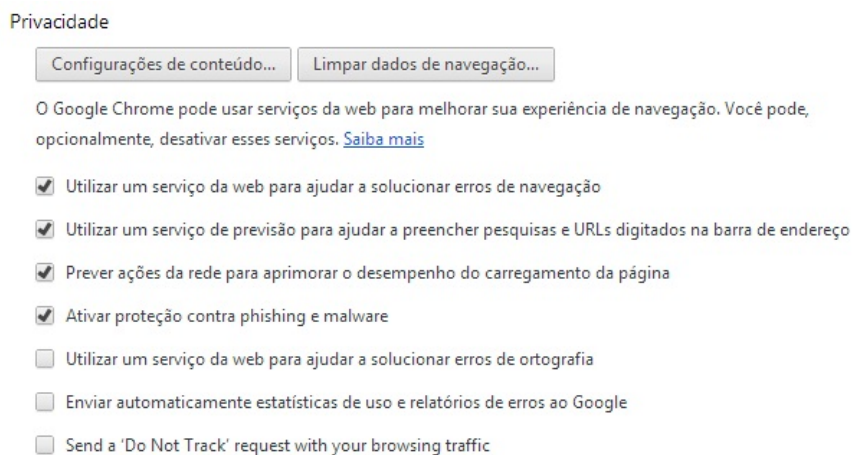 Privacidade
Configurações de conteúdo... Limpar dados de navegação...
O Google Chrome pode usar serviços da web para melhorar sua experiência de navegação. Você pode,
opcionalmente, desativar esses serviços. Saiba mais
Utilizar um serviço da web para ajudar a solucionar erros de navegação
Utilizar um serviço de previsão para ajudar a preencher pesquisas e URLs digitados na barra de endereço
Prever ações da rede para aprimorar o desempenho do carregamento da página
Ativar proteção contra phishing e malware
Utilizar um serviço da web para ajudar a solucionar erros de ortografia
Enviar automaticamente estatísticas de uso e relatórios de erros ao Google
Send a ‘Do Not Track’ request with your browsing traffic